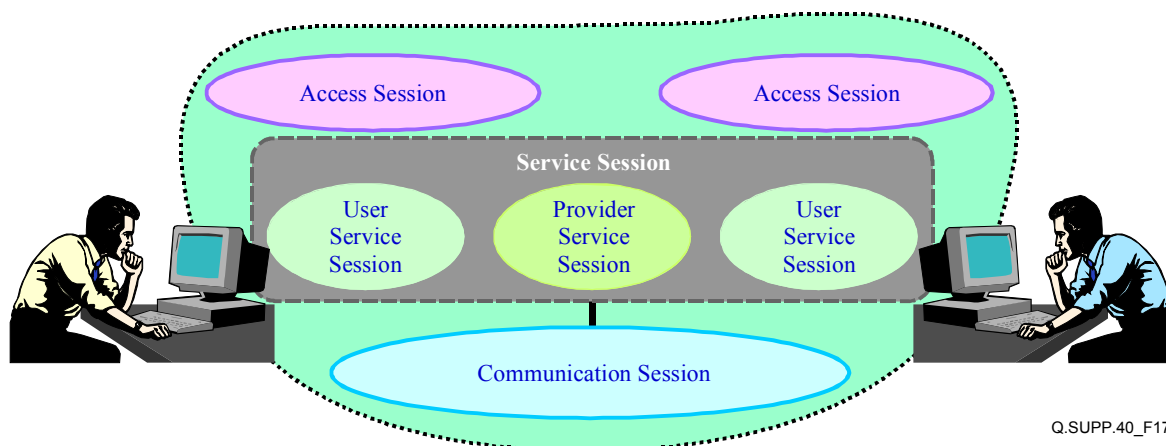 Access Session
Access Session
Service Session
User
Service
Session
Provider
Service
Session
User
Service
Session
Communication Session
Q.SUPP.40_F17